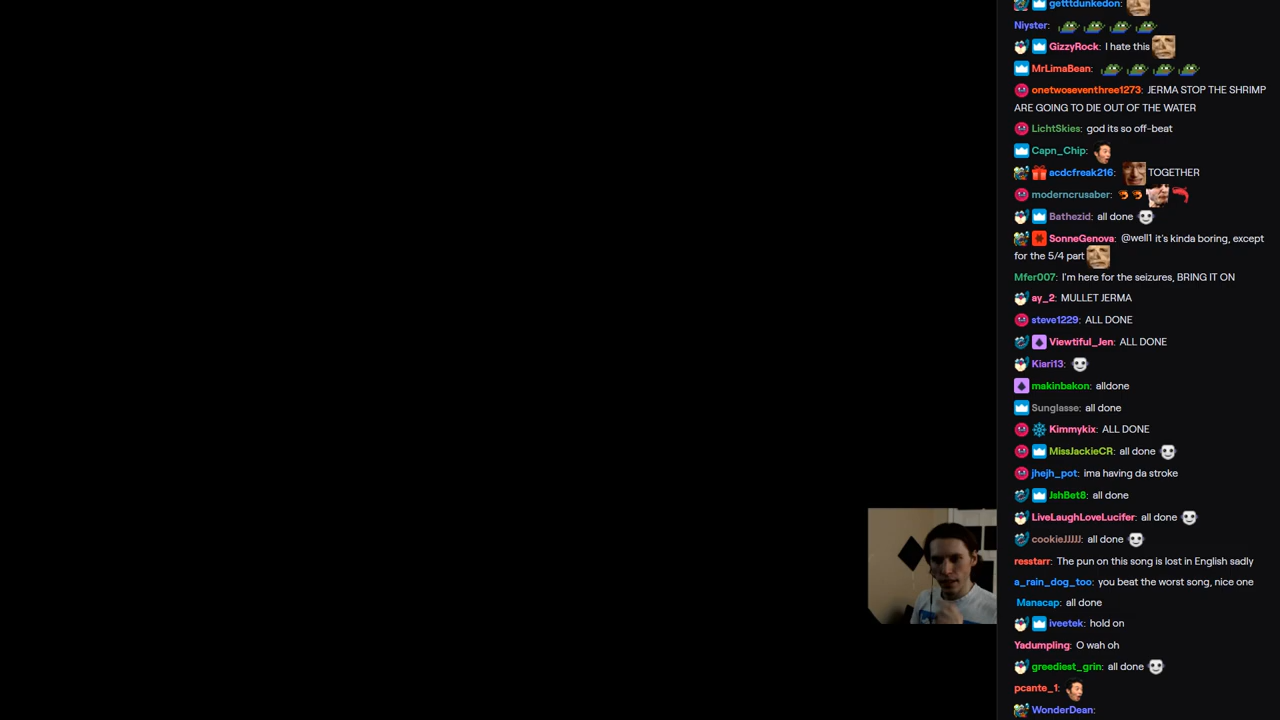 getttdunkedon:
Niyster:
GizzyRock: I hate this
MrLimaBean:
onetwoseventhree1273: JERMA STOP THE SHRIMP
ARE GOING TO DIE OUT OF THE WATER
LichtSkies: god its so off-beat
Capn_Chip:
acdcfreak216: TOGETHER
moderncrusaber:
Bathezid: all done
SonneGenova: @well1 it's kinda boring, except
for the 5/4 part
Mfer007: I'm here for the seizures, BRING IT ON
ay_2: MULLET JERMA
steve1229: ALL DONE
Viewtiful_Jen: ALL DONE
Kiari13:
makinbakon: alldone
Sunglasse: all done
Kimmykix: ALL DONE
MissJackieCR: all done
jhejh_pot: ima having da stroke
JshBet8: all done
LiveLaughLoveLucifer: all done
cookieJJJJJ: all done
resstarr: The pun on this song is lost in English sadly
a_rain_dog_too: you beat the worst song, nice one
Manacap: all done
iveetek: hold on
Yadumpling: O wah oh
greediest_grin: all done
pcante_1:
WonderDean: